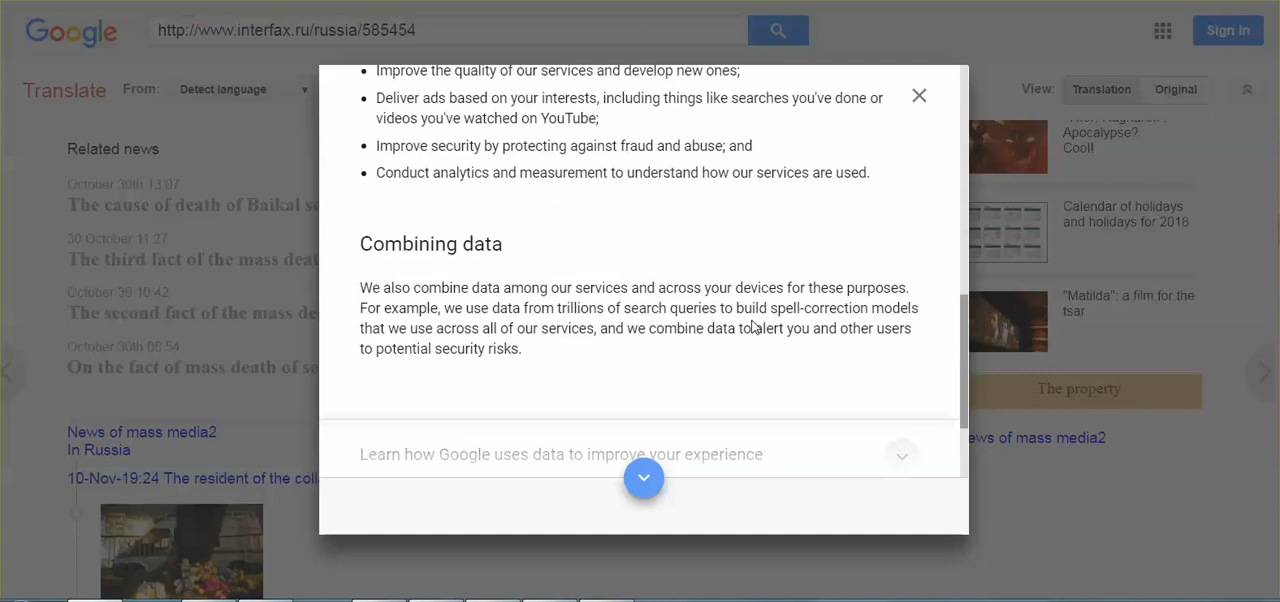 Google
http://www.interfax.ru/russia/585454
Sign in
Translate
From:
Detect language
View:
Translation
Original
Related news
October 30th 13 07
The cause of death of Baikal s
30 October 11:27
The third fact of the mass deat
October 30th 10:42
The second fact of the mass de
October 30th 08:54
On the fact of mass death of se
News of mass media2
In Russia
10-Nov-19:24 The resident of the coll
Improve the quality of our services and develop new ones;
Deliver ads based on your interests, including things like searches you've done or
videos you've watched on YouTube;
Improve security by protecting against fraud and abuse; and
Conduct analytics and measurement to understand how our services are used.
Combining data
We also combine data among our services and across your devices for these purposes.
For example, we use data from trillions of search queries to build spell-correction models
that we use across all of our services, and we combine data to alert you and other users
to potential security risks.
Learn how Google uses data to improve your experience
Apocalypse?
Cool!
Calendar of holidays
and holidays for 2018
"Matilda": a film for the
tsar
The property
ews of mass media2